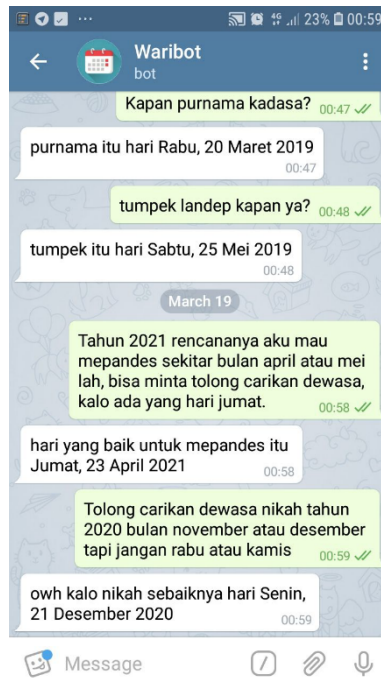 ... 23% 00:59
Waribot
bot
Kapan purnama kadasa? 00:47
purnama itu hari Rabu, 20 Maret 2019
00:47
tumpek landep kapan ya? 00:48
tumpek itu hari Sabtu, 25 Mei 2019
00:48
March 19
Tahun 2021 rencananya aku mau
mepandes sekitar bulan april atau mei
lah, bisa minta tolong carikan dewasa,
kalo ada yang hari jumat. 00:58
hari yang baik untuk mepandes itu
Jumat, 23 April 2021 00:58
Tolong carikan dewasa nikah tahun
2020 bulan november atau desember
tapi jangan rabu atau kamis 00:59
owh kalo nikah sebaiknya hari Senin,
21 Desember 2020 00:59
Message